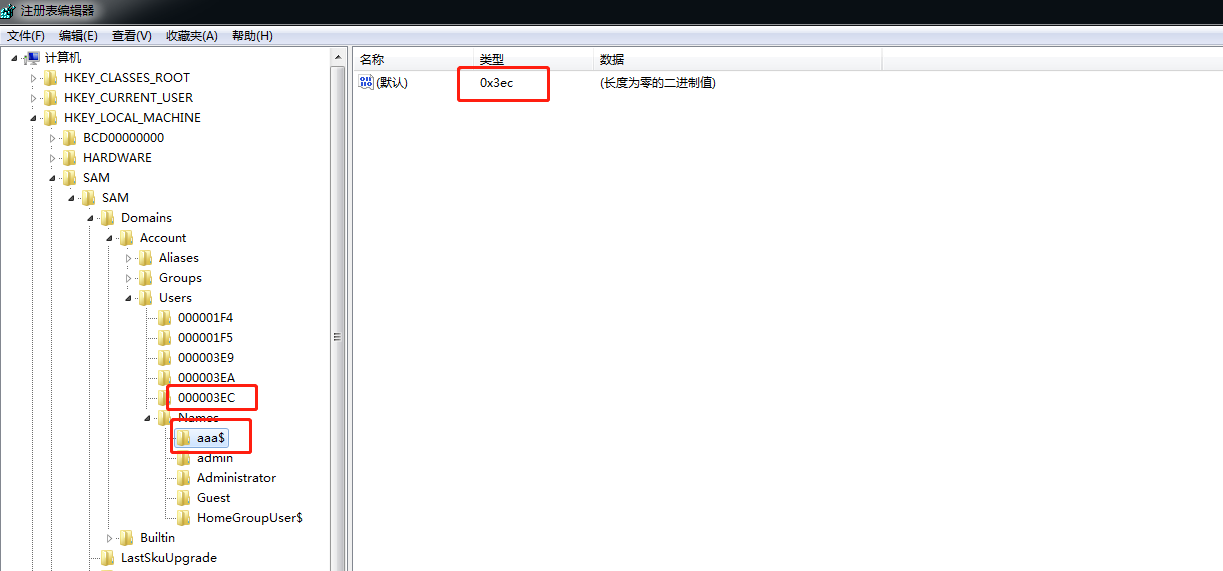 注册表编辑器
文件(F) 编辑(E) 查看(V) 收藏夹(A) 帮助(H)
计算机
HKEY_CLASSES_ROOT
HKEY_CURRENT_USER
HKEY_LOCAL_MACHINE
BCD00000000
HARDWARE
SAM
SAM
Domains
Account
Aliases
Groups
Users
000001F4
000001F5
000003E9
000003EA
000003EC
Names
aaa$
admin
Administrator
Guest
HomeGroupUser$
Builtin
LastSkuUpgrade
名称 类型 数据
(默认) 0x3ec (长度为零的二进制值)